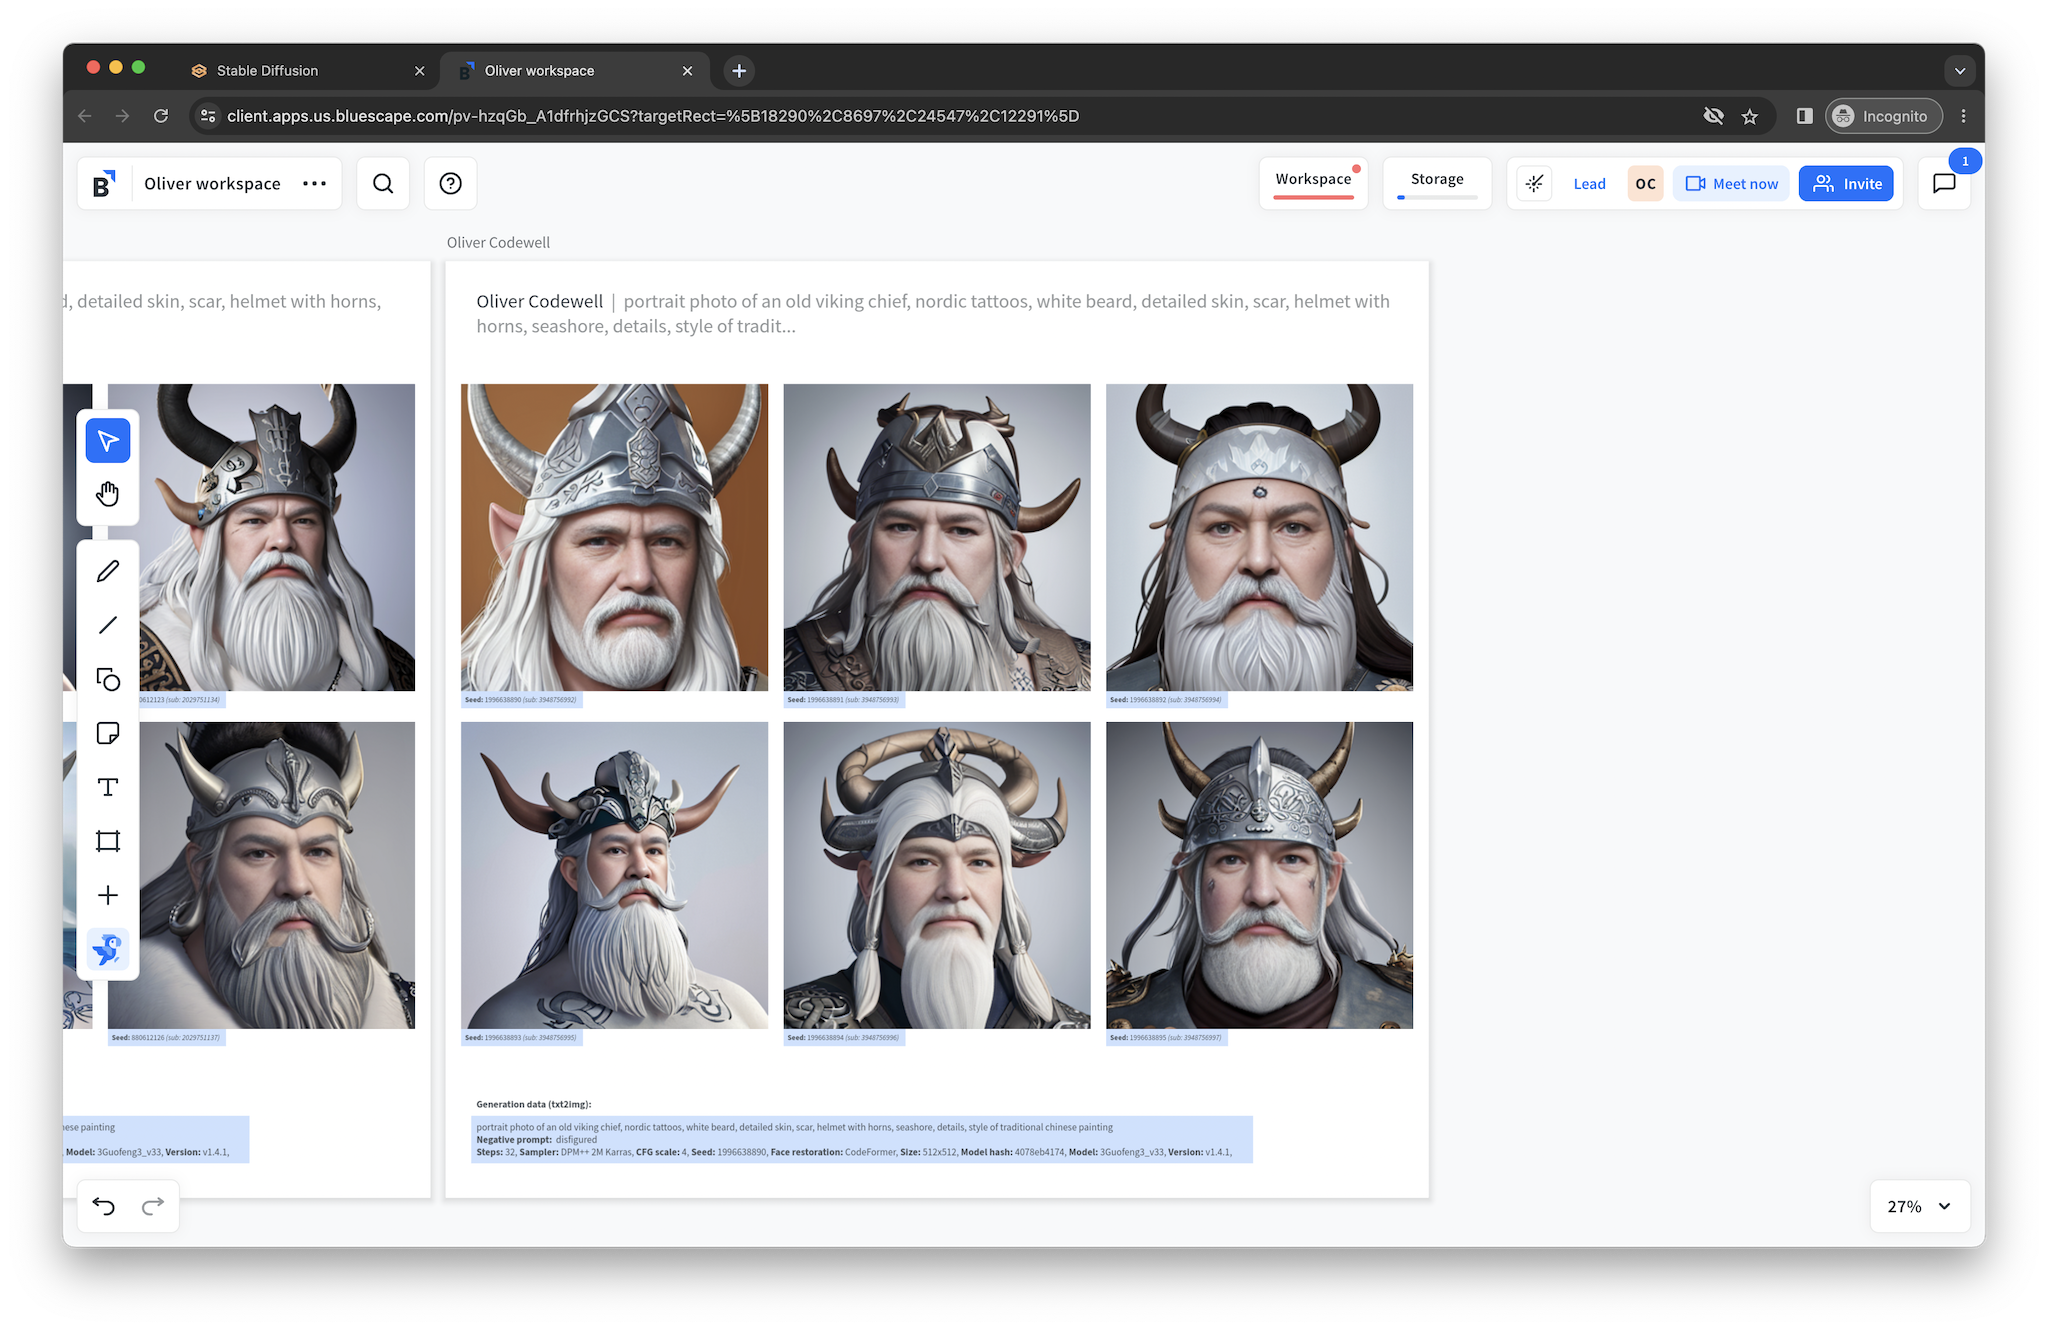 Stable Diffusion
Oliver workspace
client.apps.us.bluescape.com/pv-hzqGb_A1dfrhjzGCS?targetRect=%5B18290%2C8697%2C24547%2C12291%5D
Incognito
B
Oliver workspace
Workspace
Storage
Lead
OC
Meet now
Invite
1
Oliver Codewell
d, detailed skin, scar, helmet with horns,
Oliver Codewell | portrait photo of an old viking chief, nordic tattoos, white beard, detailed skin, scar, helmet with
horns, seashore, details, style of tradit...
0612123 (sub: 2029751134)
Seed: 1996638890 (sub: 3948756992)
Seed: 1996638891 (sub: 3948756993)
Seed: 1996638892 (sub: 3948756994)
Seed: 880612126 (sub: 2029751137)
Seed: 1996638893 (sub: 3948756995)
Seed: 1996638894 (sub: 3948756996)
Seed: 1996638895 (sub: 3948756997)
nese painting
, Model: 3Guofeng3_v33, Version: v1.4.1,
Generation data (txt2img):
portrait photo of an old viking chief, nordic tattoos, white beard, detailed skin, scar, helmet with horns, seashore, details, style of traditional chinese painting
Negative prompt: disfigured
Steps: 32, Sampler: DPM++ 2M Karras, CFG scale: 4, Seed: 1996638890, Face restoration: CodeFormer, Size: 512x512, Model hash: 4078eb4174, Model: 3Guofeng3_v33, Version: v1.4.1,
27%